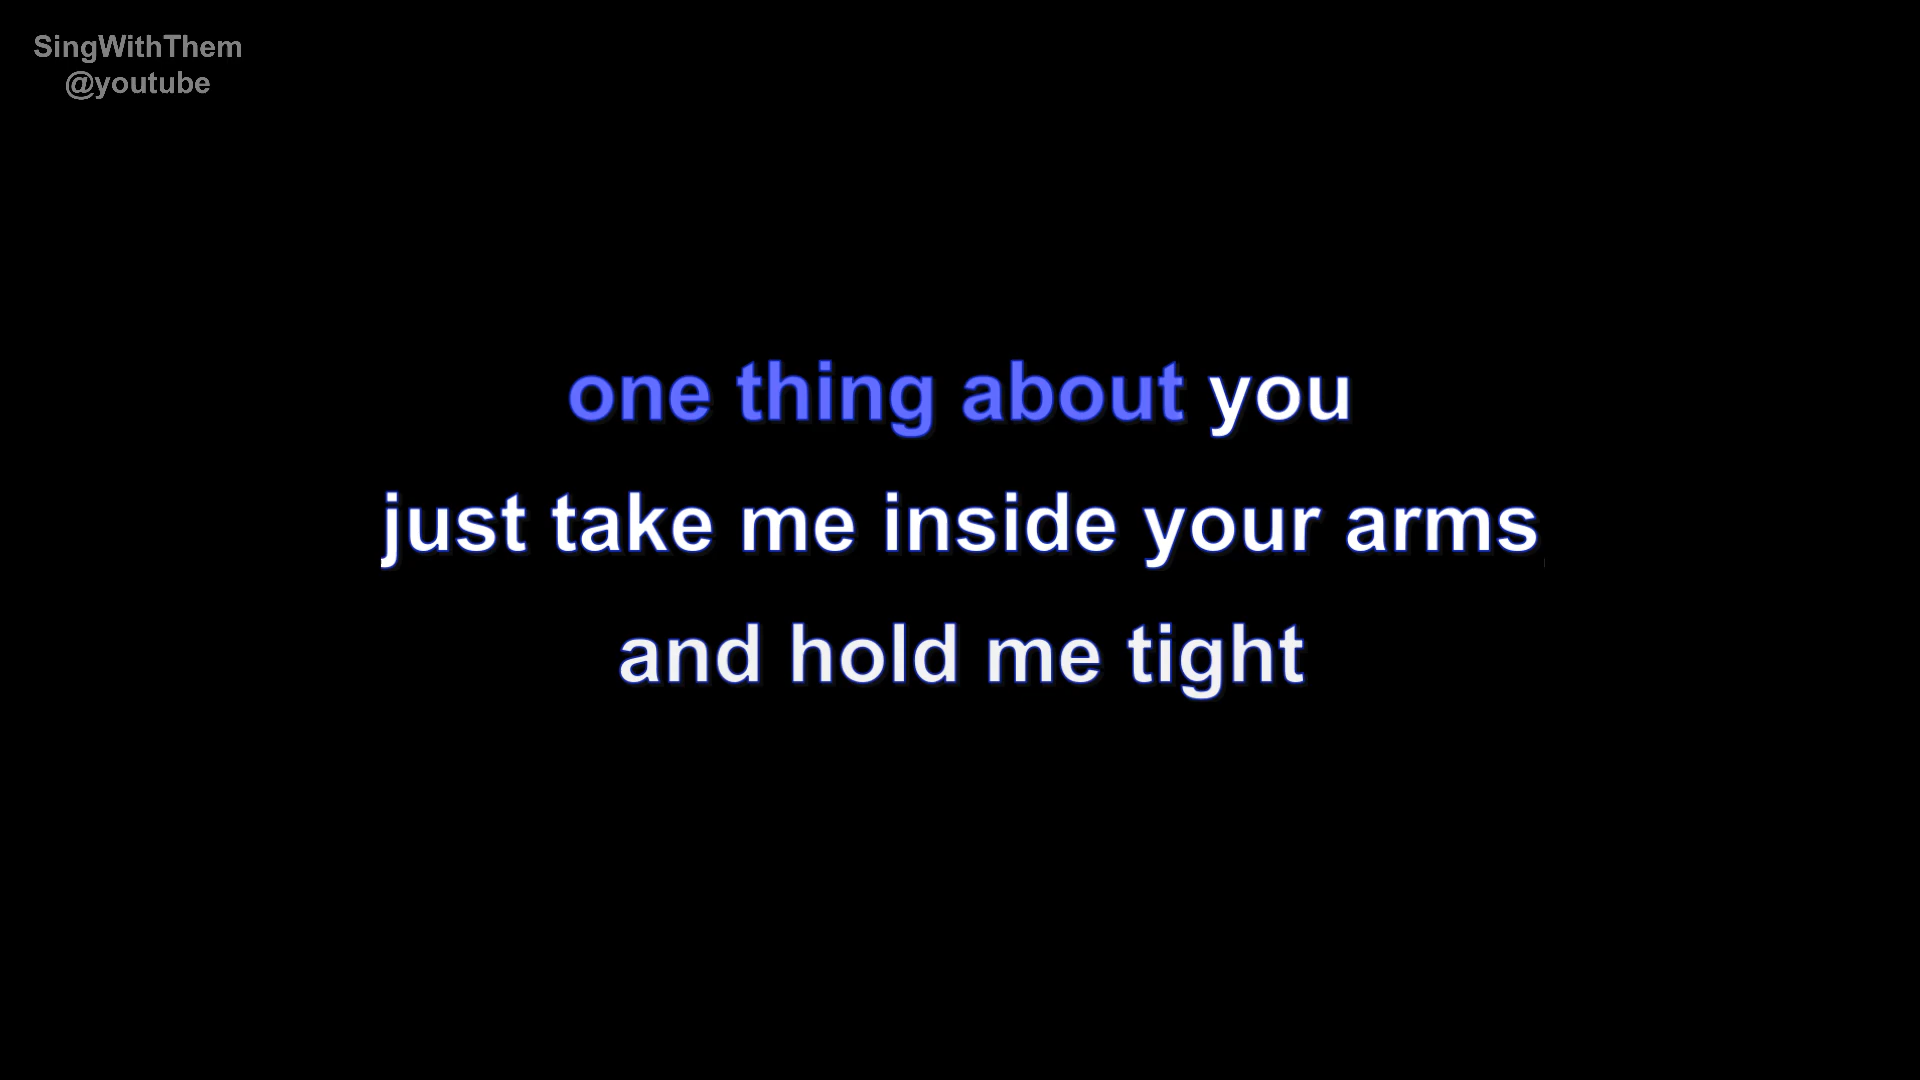 SingWithThem
@youtube
one thing about you
just take me inside your arms
and hold me tight